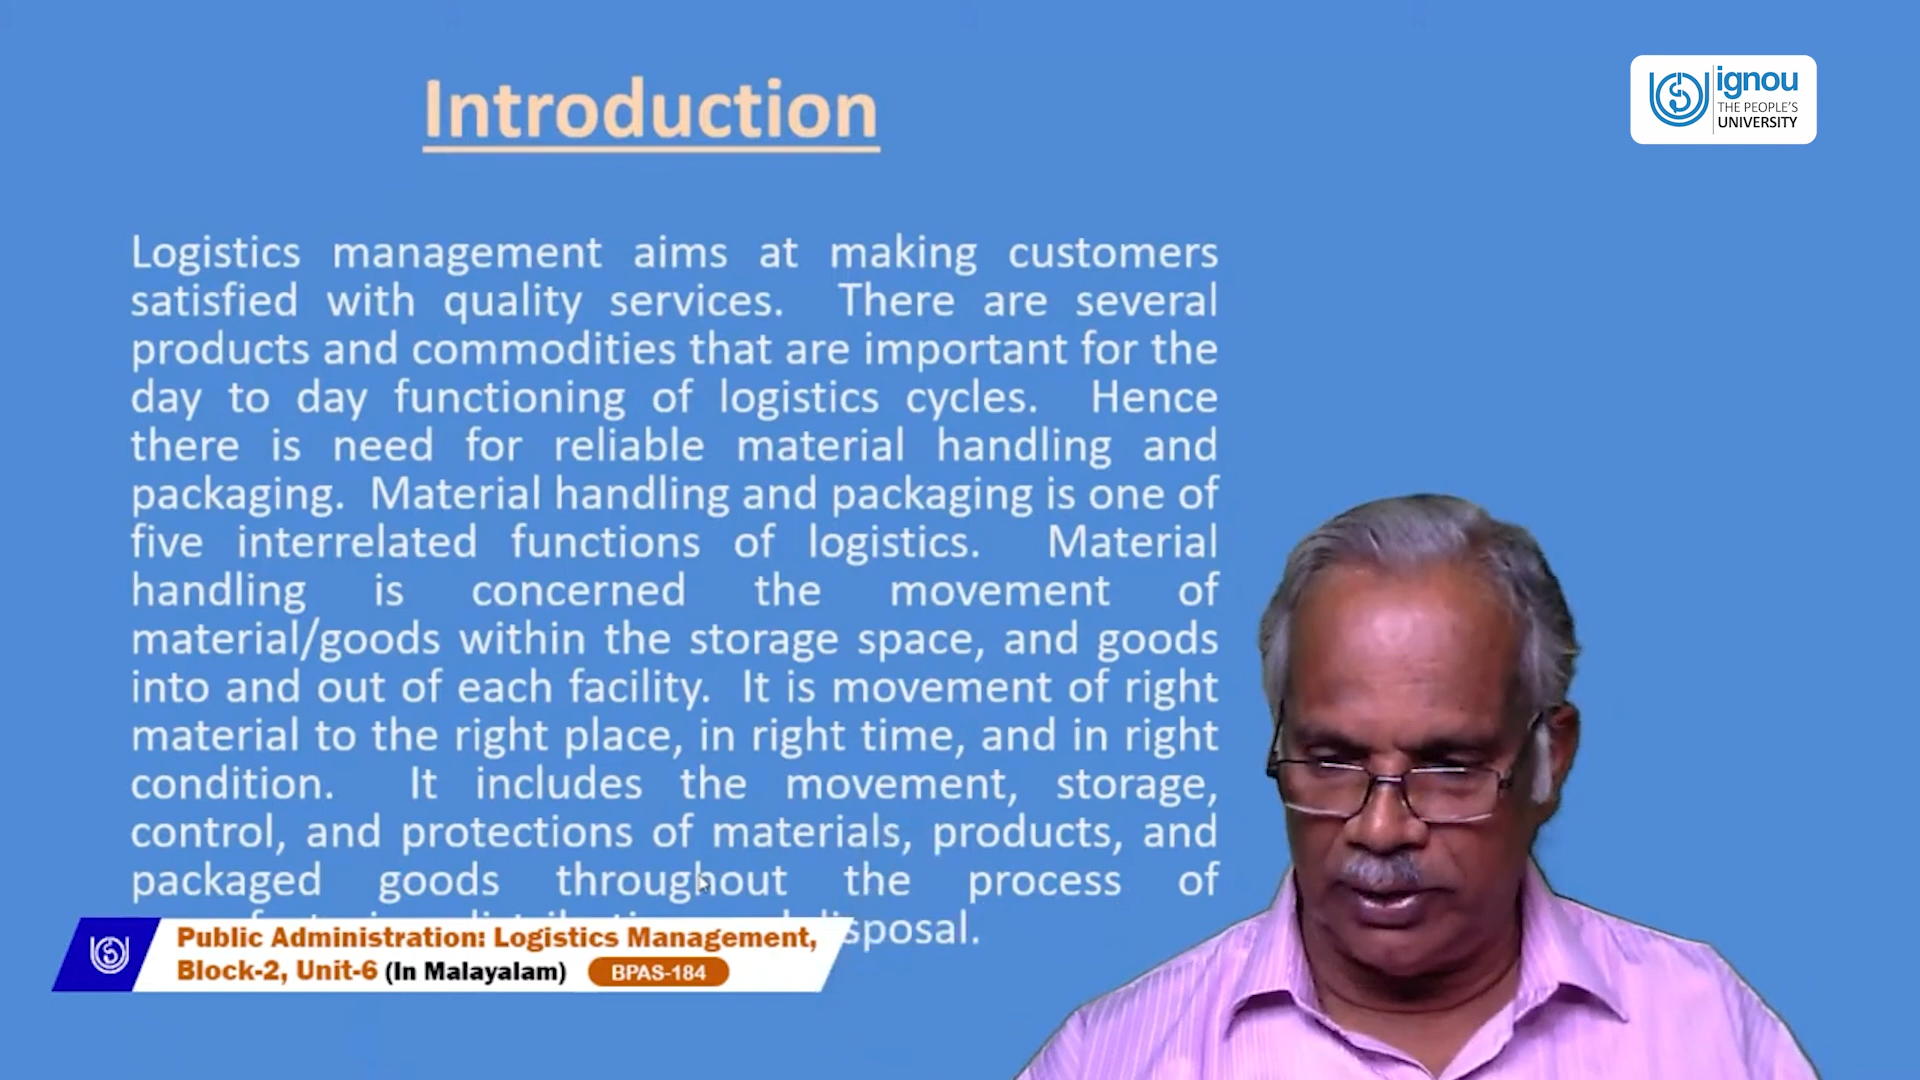 Introduction
ignou
THE PEOPLE'S
UNIVERSITY
Logistics management aims at making customers
satisfied with quality services. There are several
products and commodities that are important for the
day to day functioning of logistics cycles. Hence
there is need for reliable material handling and
packaging. Material handling and packaging is one of
five interrelated functions of logistics. Material
handling is concerned the movement of
material/goods within the storage space, and goods
into and out of each facility. It is movement of right
material to the right place, in right time, and in right
condition. It includes the movement, storage,
control, and protections of materials, products, and
packaged goods throughout the process of
Public Administration: Logistics Management,
Block-2, Unit-6 (In Malayalam) BPAS-184